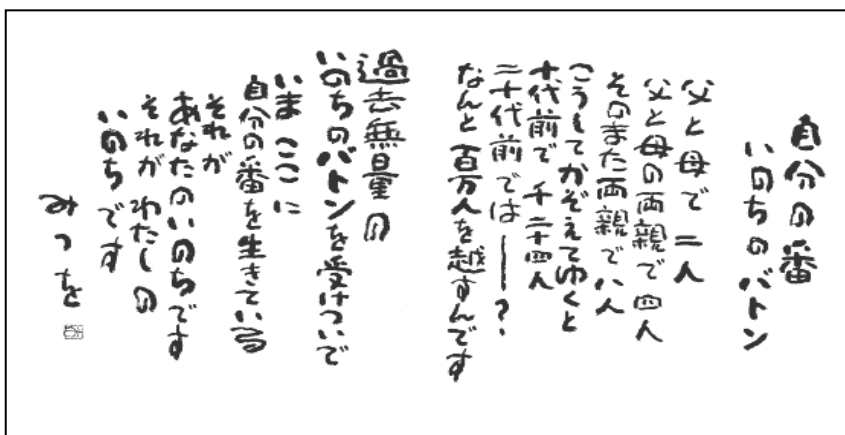 自分の番
いのちのバトン
父と母で二人
父と母の両親で四人
そのまた両親で八人
こうしてかぞえてゆくと
十代前で千二十四人
二十代前では―?
なんと百万人を越すんです
過去無量の
いのちのバトンを受けついで
いまここに
自分の番を生きている
それが
あなたのいのちです
それがわたしの
いのちです
みつを